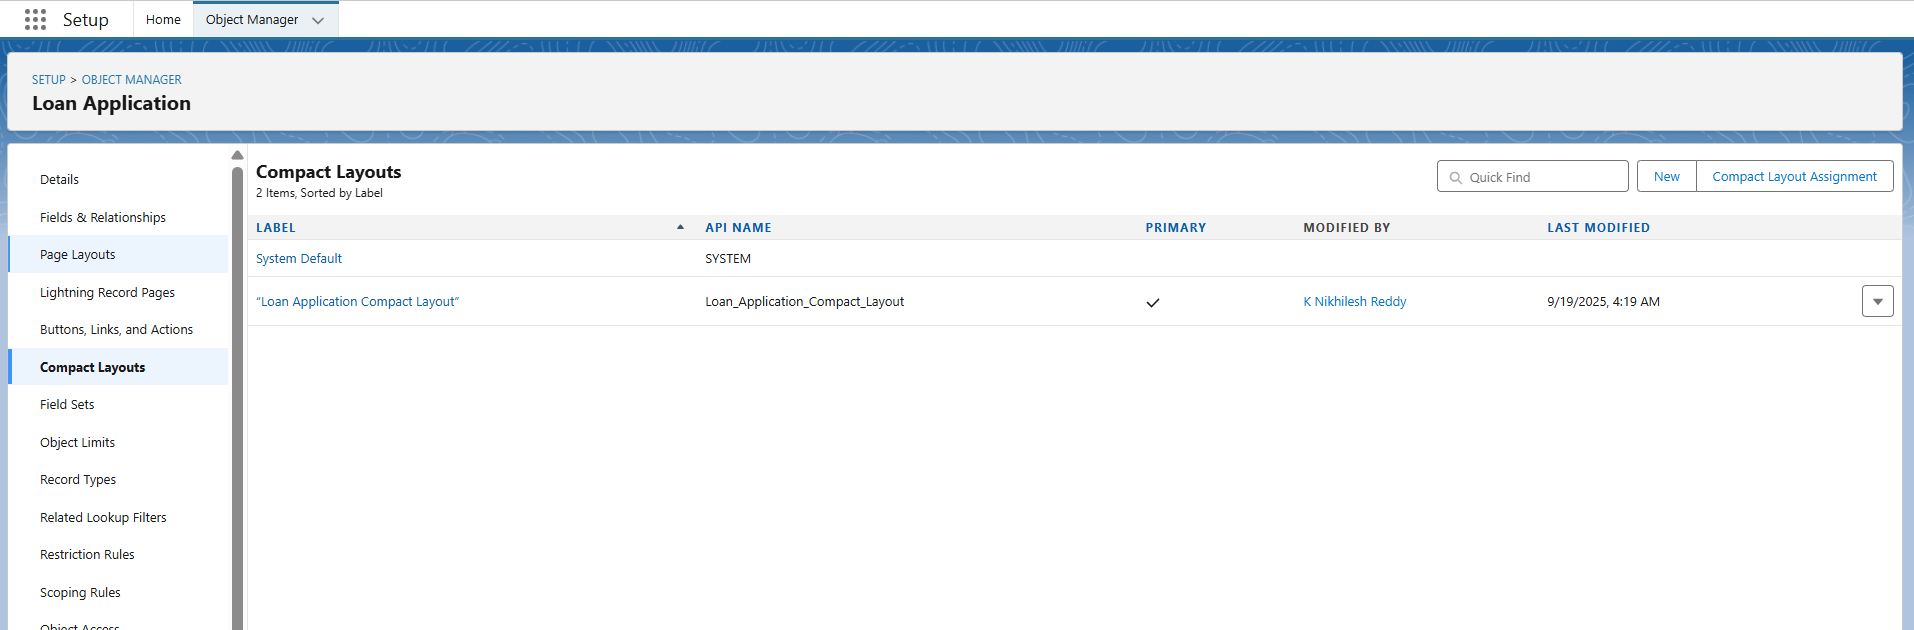 Setup
Home
Object Manager
SETUP > OBJECT MANAGER
Loan Application
Details
Fields & Relationships
Page Layouts
Lightning Record Pages
Buttons, Links, and Actions
Compact Layouts
Field Sets
Object Limits
Record Types
Related Lookup Filters
Restriction Rules
Scoping Rules
Object Access
Compact Layouts
2 Items, Sorted by Label
Quick Find
New
Compact Layout Assignment
LABEL API NAME PRIMARY MODIFIED BY LAST MODIFIED
System Default SYSTEM
“Loan Application Compact Layout” Loan_Application_Compact_Layout K Nikhilesh Reddy 9/19/2025, 4:19 AM